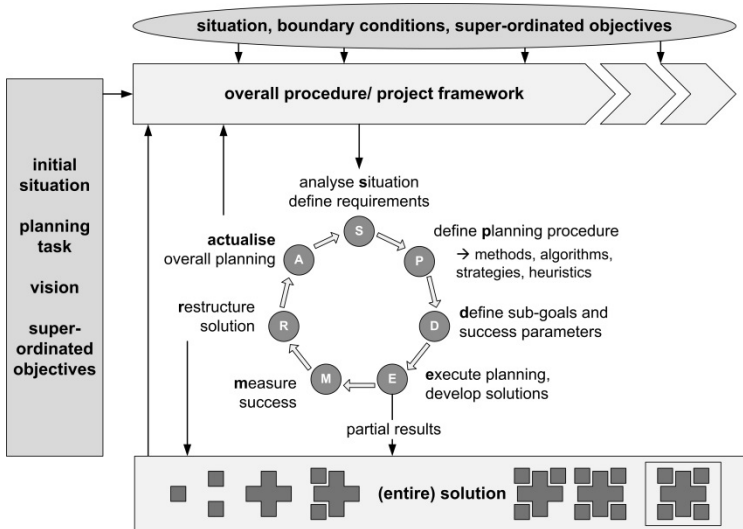 situation, boundary conditions, super-ordinated objectives
overall procedure/ project framework
initial
situation
planning
task
vision
super-
ordinated
objectives
analyse situation
define requirements
S
define planning procedure
→ methods, algorithms,
strategies, heuristics
P
define sub-goals and
success parameters
D
execute planning,
develop solutions
E
measure
success
M
restructure
solution
R
actualise
overall planning
A
partial results
(entire) solution